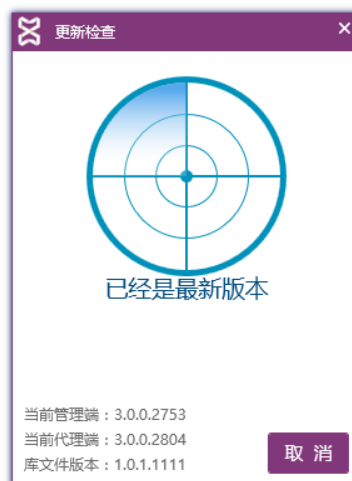 更新检查
已经是最新版本
当前管理端：3.0.0.2753
当前代理端：3.0.0.2804
库文件版本：1.0.1.1111
取 消